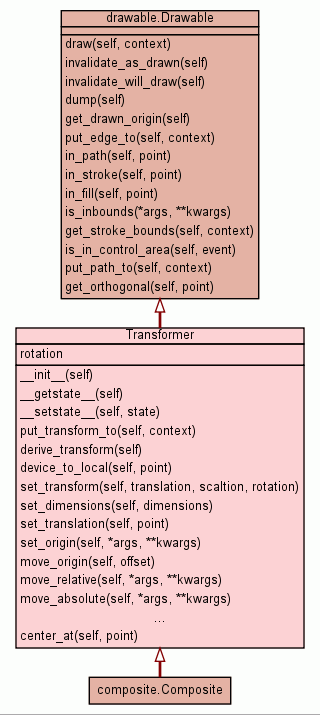 drawable.Drawable
draw(self, context)
invalidate_as_drawn(self)
invalidate_will_draw(self)
dump(self)
get_drawn_origin(self)
put_edge_to(self, context)
in_path(self, point)
in_stroke(self, point)
in_fill(self, point)
is_inbounds(*args, **kwargs)
get_stroke_bounds(self, context)
is_in_control_area(self, event)
put_path_to(self, context)
get_orthogonal(self, point)
Transformer
rotation
__init__(self)
__getstate__(self)
__setstate__(self, state)
put_transform_to(self, context)
derive_transform(self)
device_to_local(self, point)
set_transform(self, translation, scaltion, rotation)
set_dimensions(self, dimensions)
set_translation(self, point)
set_origin(self, *args, **kwargs)
move_origin(self, offset)
move_relative(self, *args, **kwargs)
move_absolute(self, *args, **kwargs)
...
center_at(self, point)
composite.Composite